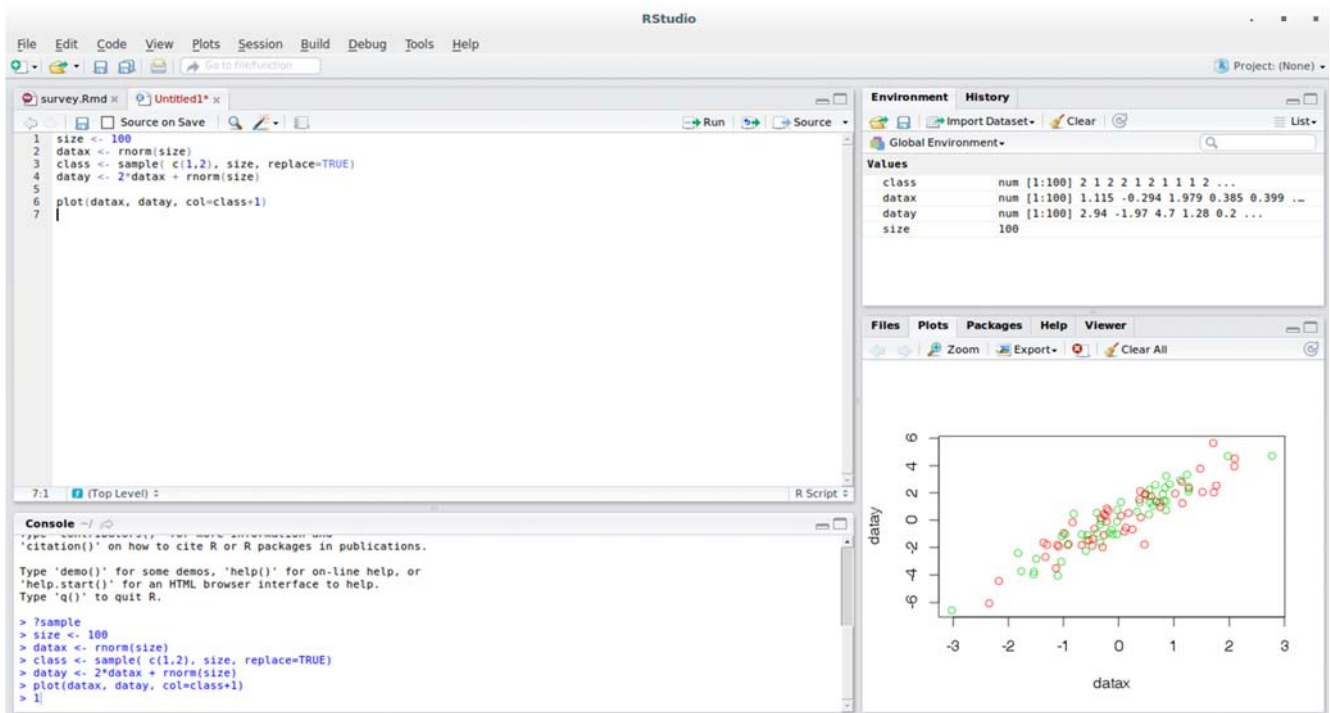 RStudio
File Edit Code View Plots Session Build Debug Tools Help
Go to file/function
Project: (None)
survey.Rmd × Untitled1* ×
Source on Save
Run
Source
1 size <- 100
2 datax <- rnorm(size)
3 class <- sample( c(1,2), size, replace=TRUE)
4 datay <- 2*datax + rnorm(size)
5
6 plot(datax, datay, col=class+1)
7
7:1 (Top Level) R Script
Console ~/
'citation()' on how to cite R or R packages in publications.
Type 'demo()' for some demos, 'help()' for on-line help, or
'help.start()' for an HTML browser interface to help.
Type 'q()' to quit R.
> ?sample
> size <- 100
> datax <- rnorm(size)
> class <- sample( c(1,2), size, replace=TRUE)
> datay <- 2*datax + rnorm(size)
> plot(datax, datay, col=class+1)
> 1
Environment History
Import Dataset Clear List
Global Environment
Values
class num [1:100] 2 1 2 2 1 2 1 1 1 2 ...
datax num [1:100] 1.115 -0.294 1.979 0.385 0.399 ...
datay num [1:100] 2.94 -1.97 4.7 1.28 0.2 ...
size 100
Files Plots Packages Help Viewer
Zoom Export Clear All
6
4
2
0
-2
-4
-6
datay
-3 -2 -1 0 1 2 3
datax